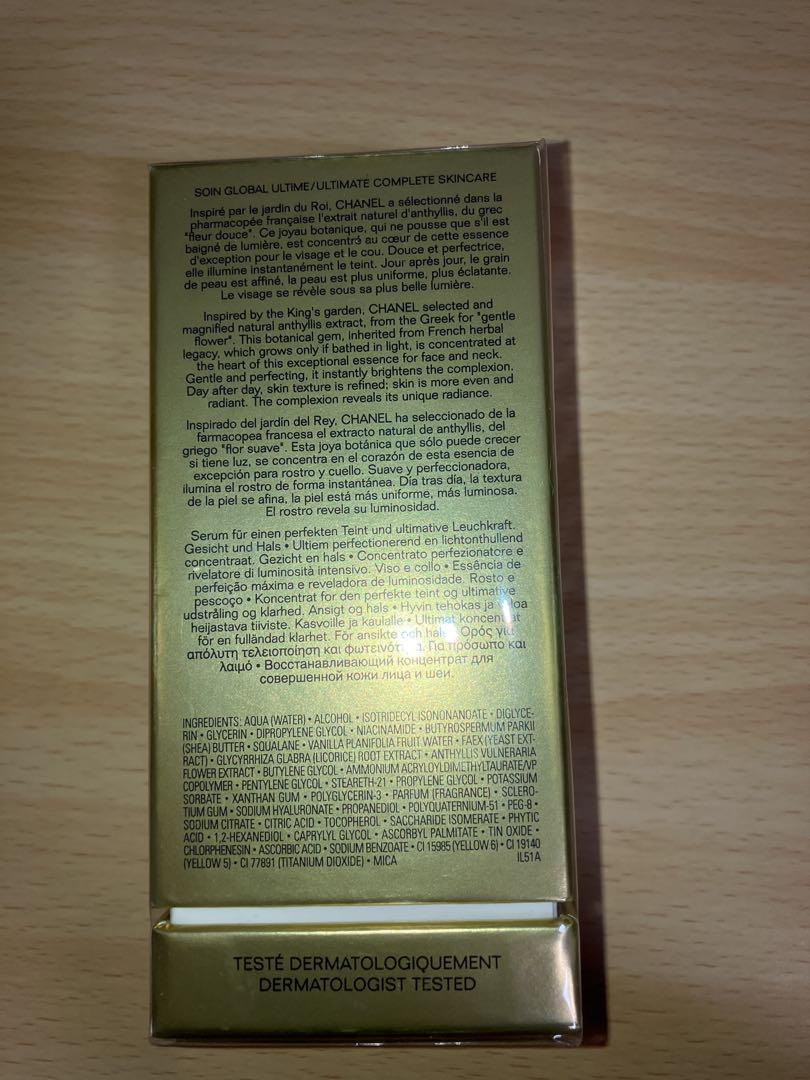 SOIN GLOBAL ULTIME/ULTIMATE COMPLETE SKINCARE
Inspiré par le jardin du Roi, CHANEL a sélectionné dans la
pharmacopée française l'extrait naturel d'anthyllis, du grec
"fleur douce". Ce joyau botanique, qui ne pousse que s'il est
baigné de lumière, est concentré au cœur de cette essence
d'exception pour le visage et le cou. Douce et perfectrice,
elle illumine instantanément le teint. Jour après jour, le grain
de peau est affiné, la peau est plus uniforme, plus éclatante.
Le visage se révèle sous sa plus belle lumière.
Inspired by the King's garden, CHANEL selected and
magnified natural anthyllis extract, from the Greek for "gentle
flower". This botanical gem, inherited from French herbal
legacy, which grows only if bathed in light, is concentrated at
the heart of this exceptional essence for face and neck.
Gentle and perfecting, it instantly brightens the complexion.
Day after day, skin texture is refined; skin is more even and
radiant. The complexion reveals its unique radiance.
Inspirado del jardín del Rey, CHANEL ha seleccionado de la
farmacopea francesa el extracto natural de anthyllis, del
griego "flor suave". Esta joya botánica que sólo puede crecer
si tiene luz, se concentra en el corazón de esta esencia de
excepción para rostro y cuello. Suave y perfeccionadora,
ilumina el rostro de forma instantánea. Día tras día, la textura
de la piel se afina, la piel está más uniforme, más luminosa.
El rostro revela su luminosidad.
Serum für einen perfekten Teint und ultimative Leuchkraft.
Gesicht und Hals • Ultiem perfectionerend en lichtonthullend
concentraat. Gezicht en hals • Concentrato perfezionatore e
rivelatore di luminosità intensivo. Viso e collo • Essência de
perfeição máxima e reveladora de luminosidade. Rosto e
pescoço • Koncentrat for den perfekte teint og ultimative
udstråling og klarhed. Ansigt og hals • Hyvin tehokas ja
heijastava tiiviste. Kasvoille ja kaulalle • Ultimat koncentrat
för en fulländad klarhet. För ansikte och hals • Ορός για
απόλυτη τελειοποίηση και φωτεινότητα. Για πρόσωπο και
λαιμό • Восстанавливающий концентрат для
совершенной кожи лица и шеи.
INGREDIENTS: AQUA (WATER) • ALCOHOL • ISOTRIDECYL ISONONANOATE • DIGLYCE-
RIN • GLYCERIN • DIPROPYLENE GLYCOL • NIACINAMIDE • BUTYROSPERMUM PARKII
(SHEA) BUTTER • SQUALANE • VANILLA PLANIFOLIA FRUIT WATER • FAEX (YEAST EXT-
RACT) • GLYCYRRHIZA GLABRA (LICORICE) ROOT EXTRACT • ANTHYLLIS VULNERARIA
FLOWER EXTRACT • BUTYLENE GLYCOL • AMMONIUM ACRYLOYLDIMETHYLTAURATE/VP
COPOLYMER • PENTYLENE GLYCOL • STEARETH-21 • PROPYLENE GLYCOL • POTASSIUM
SORBATE • XANTHAN GUM • POLYGLYCERIN-3 • PARFUM (FRAGRANCE) • SCLERO-
TIUM GUM • SODIUM HYALURONATE • PROPANEDIOL • POLYQUATERNIUM-51 • PEG-8 •
SODIUM CITRATE • CITRIC ACID • TOCOPHEROL • SACCHARIDE ISOMERATE • PHYTIC
ACID • 1,2-HEXANEDIOL • CAPRYLYL GLYCOL • ASCORBYL PALMITATE • TIN OXIDE •
CHLORPHENESIN • ASCORBIC ACID • SODIUM BENZOATE • CI 15985 (YELLOW 6) • CI 19140
(YELLOW 5) • CI 77891 (TITANIUM DIOXIDE) • MICA IL51A
TESTÉ DERMATOLOGIQUEMENT
DERMATOLOGIST TESTED